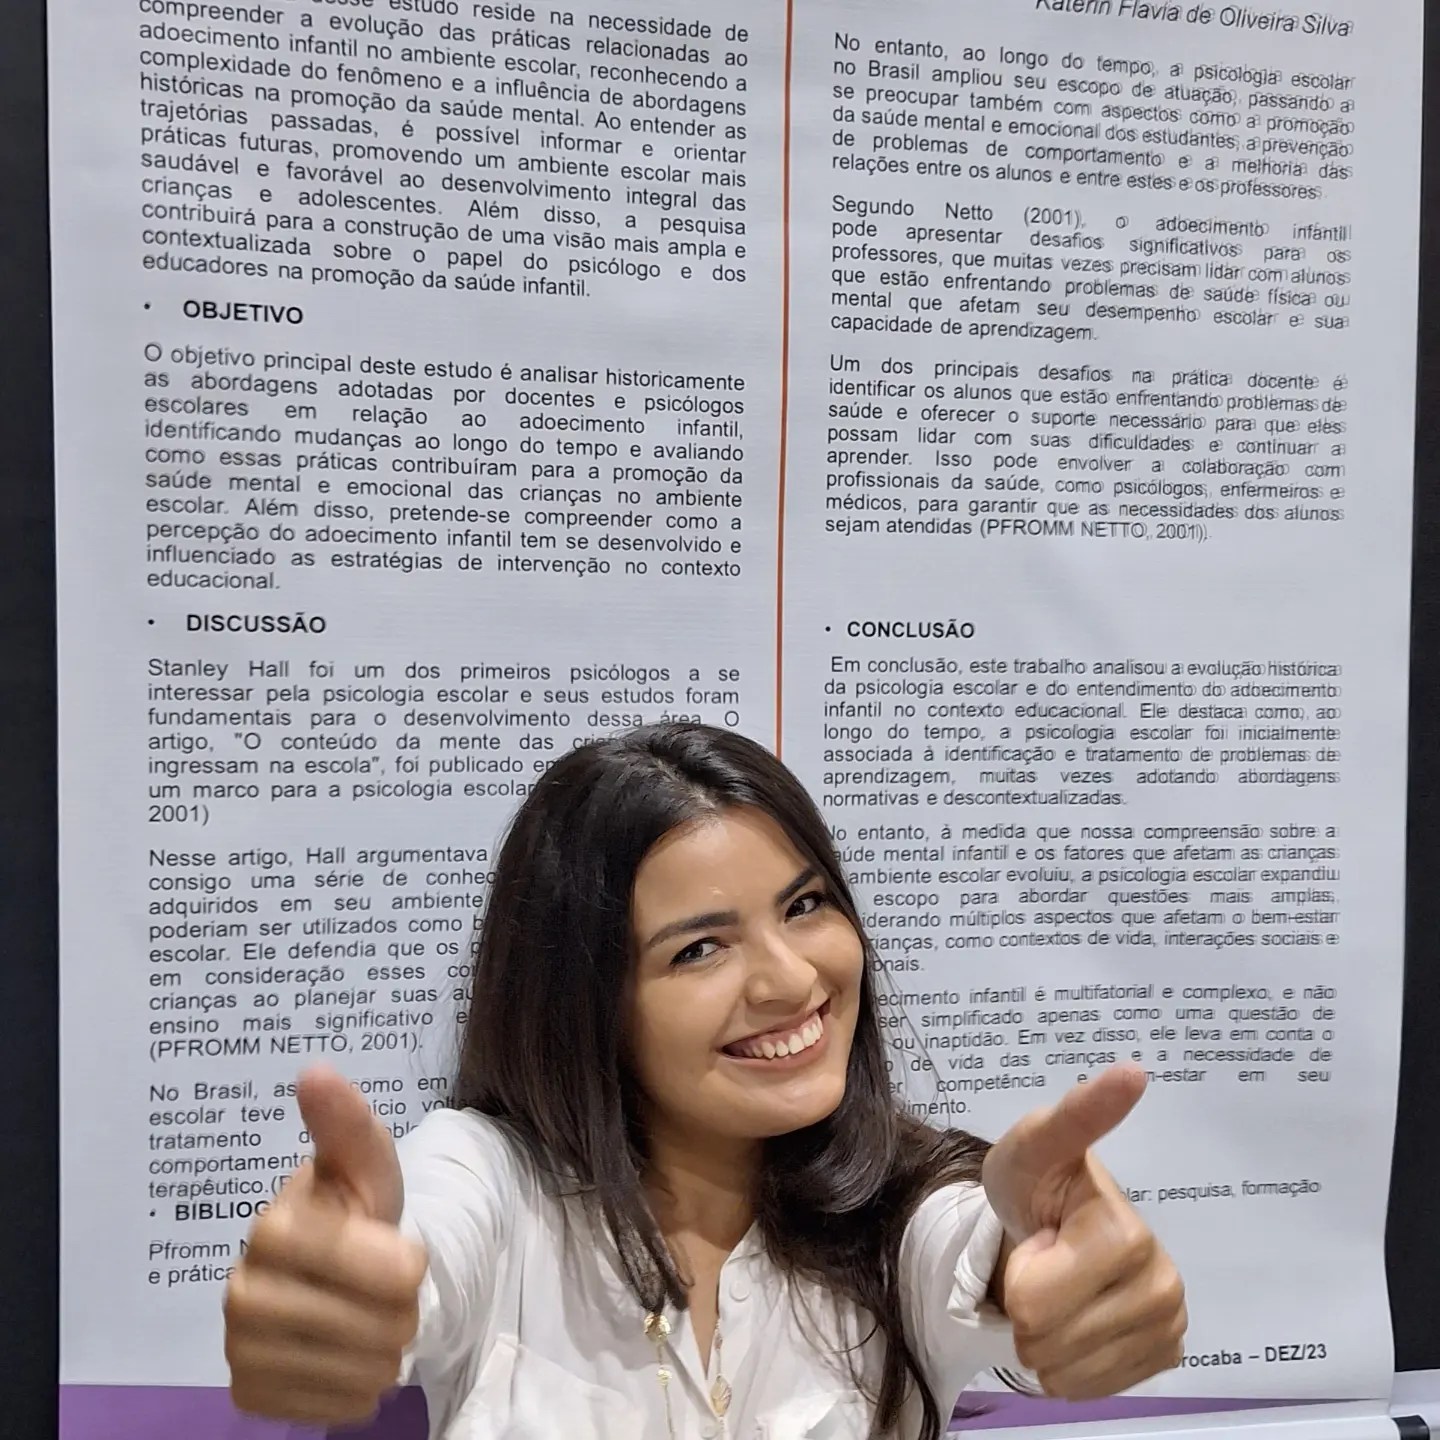 estudo reside na necessidade de
compreender a evolução das práticas relacionadas ao
adoecimento infantil no ambiente escolar, reconhecendo a
complexidade do fenômeno e a influência de abordagens
históricas na promoção da saúde mental. Ao entender as
trajetórias passadas, é possível informar e orientar
práticas futuras, promovendo um ambiente escolar mais
saudável e favorável ao desenvolvimento integral das
crianças e adolescentes. Além disso, a pesquisa
contribuirá para a construção de uma visão mais ampla e
contextualizada sobre o papel do psicólogo e dos
educadores na promoção da saúde infantil.
• OBJETIVO
O objetivo principal deste estudo é analisar historicamente
as abordagens adotadas por docentes e psicólogos
escolares em relação ao adoecimento infantil,
identificando mudanças ao longo do tempo e avaliando
como essas práticas contribuíram para a promoção da
saúde mental e emocional das crianças no ambiente
escolar. Além disso, pretende-se compreender como a
percepção do adoecimento infantil tem se desenvolvido e
influenciado as estratégias de intervenção no contexto
educacional.
• DISCUSSÃO
Stanley Hall foi um dos primeiros psicólogos a se
interessar pela psicologia escolar e seus estudos foram
fundamentais para o desenvolvimento dessa área. O
artigo, "O conteúdo da mente das
ingressam na escola", foi publicado
um marco para a psicologia escolar
2001)
Nesse artigo, Hall argumentava
consigo uma série de
adquiridos em seu ambiente
poderiam ser utilizados como
escolar. Ele defendia que os
em consideração esses
crianças ao planejar suas
ensino mais significativo
(PFROMM NETTO, 2001).
No Brasil, como em
escolar teve
tratamento
terapêutico.
•
Pfromm
e
Katerin Flavia de Oliveira Silva
No entanto, ao longo do tempo, a psicologia escolar
no Brasil ampliou seu escopo de atuação, passando a
se preocupar também com aspectos como a promoção
da saúde mental e emocional dos estudantes, a prevenção
de problemas de comportamento e a melhoria das
relações entre os alunos e entre estes e os professores.
Segundo Netto (2001), o adoecimento infantil
pode apresentar desafios significativos para os
professores, que muitas vezes precisam lidar com alunos
que estão enfrentando problemas de saúde física ou
mental que afetam seu desempenho escolar e sua
capacidade de aprendizagem.
Um dos principais desafios na prática docente é
identificar os alunos que estão enfrentando problemas de
saúde e oferecer o suporte necessário para que eles
possam lidar com suas dificuldades e continuar a
aprender. Isso pode envolver a colaboração com
profissionais da saúde, como psicólogos, enfermeiros e
médicos, para garantir que as necessidades dos alunos
sejam atendidas (PFROMM NETTO, 2001).
• CONCLUSÃO
Em conclusão, este trabalho analisou a evolução histórica
da psicologia escolar e do entendimento do adoecimento
infantil no contexto educacional. Ele destaca como, ao
longo do tempo, a psicologia escolar foi inicialmente
associada à identificação e tratamento de problemas de
aprendizagem, muitas vezes adotando abordagens
normativas e descontextualizadas.
No entanto, à medida que nossa compreensão sobre a
saúde mental infantil e os fatores que afetam as crianças
ambiente escolar evoluiu, a psicologia escolar expandiu
escopo para abordar questões mais amplas,
múltiplos aspectos que afetam o bem-estar
crianças, como contextos de vida, interações sociais e
infantil é multifatorial e complexo, e não
ser simplificado apenas como uma questão de
ou inaptidão. Em vez disso, ele leva em conta o
de vida das crianças e a necessidade de
competência e bem-estar em seu
pesquisa, formação
– DEZ/23